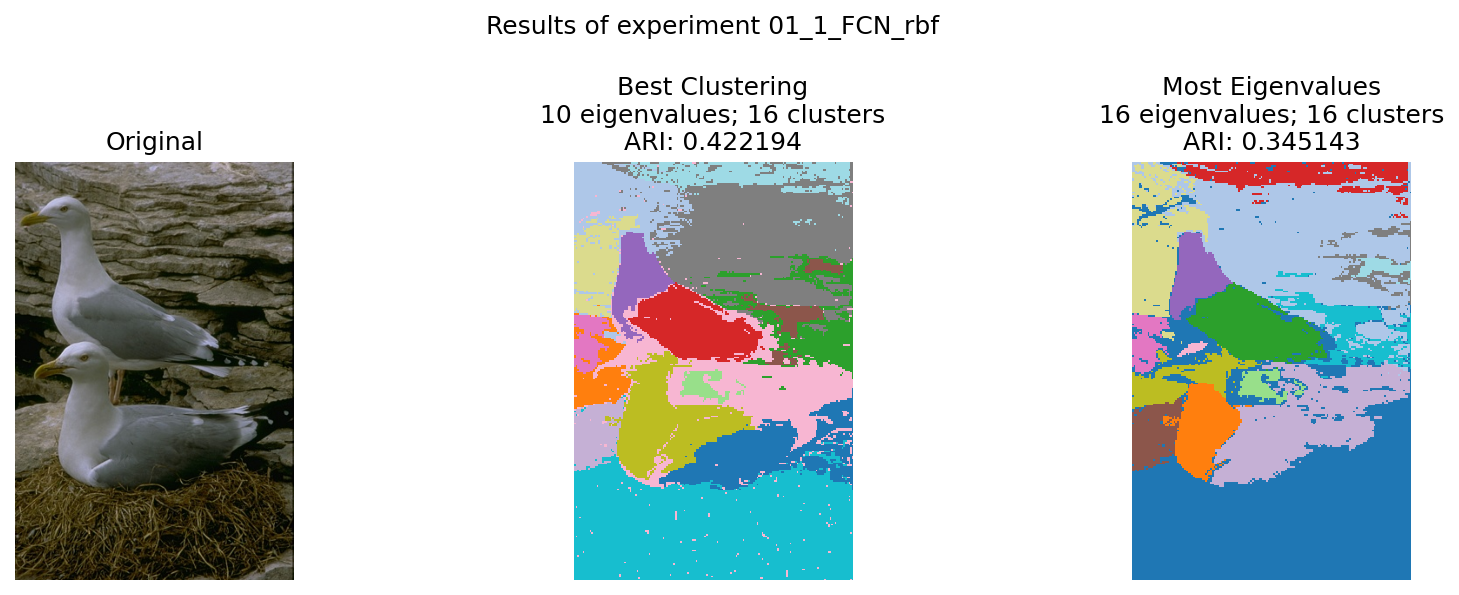 Results of experiment 01_1_FCN_rbf
Original
Best Clustering
10 eigenvalues; 16 clusters
ARI: 0.422194
Most Eigenvalues
16 eigenvalues; 16 clusters
ARI: 0.345143